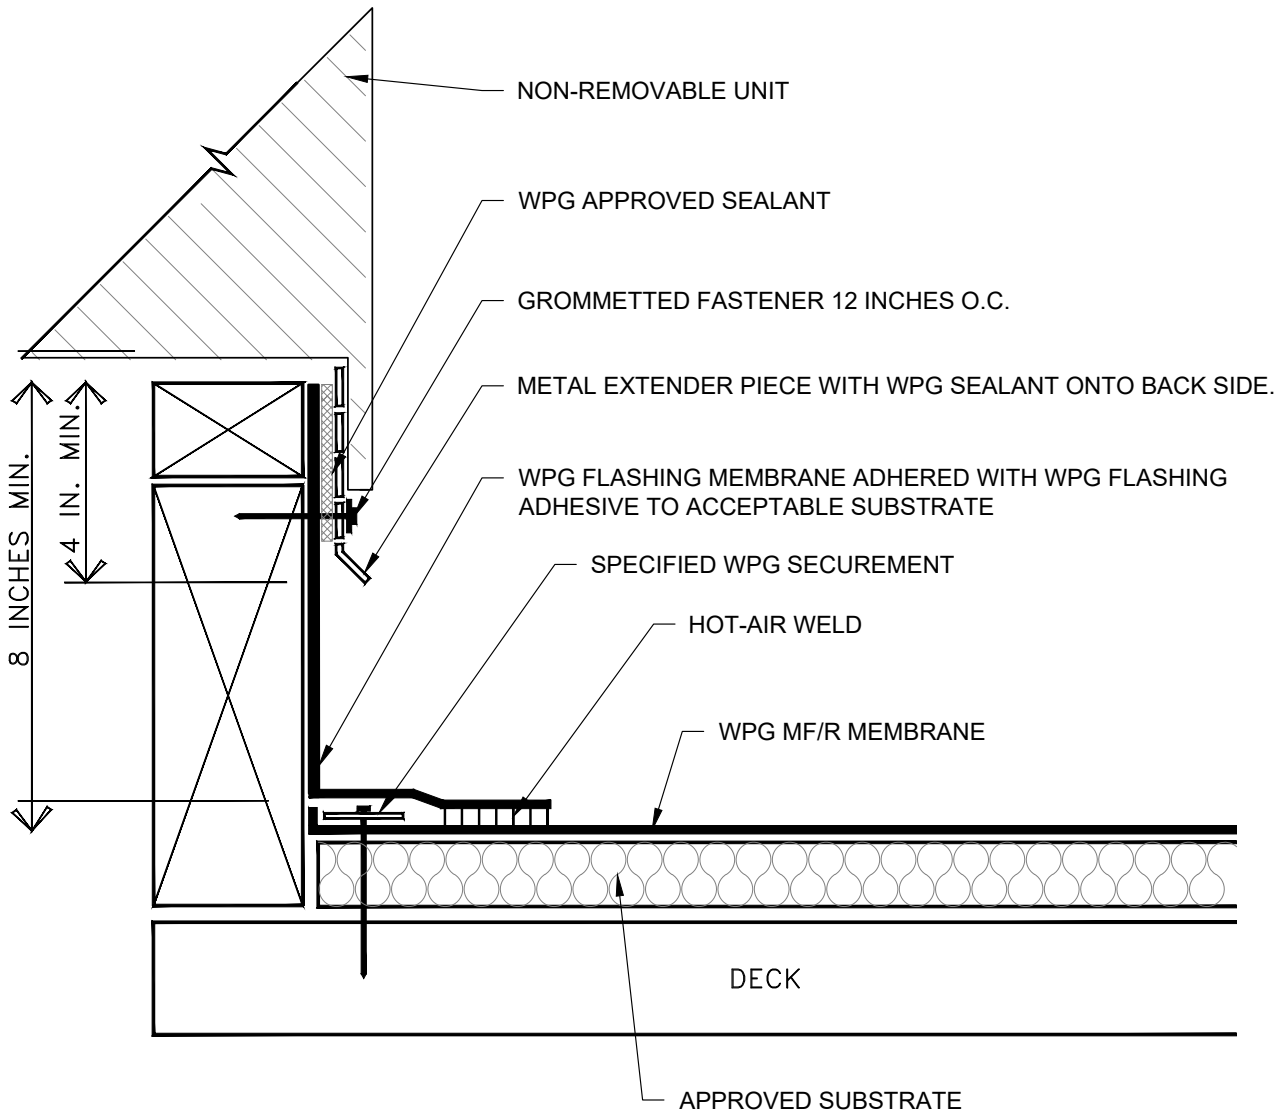 NON-REMOVABLE UNIT
WPG APPROVED SEALANT
GROMMETTED FASTENER 12 INCHES O.C.
METAL EXTENDER PIECE WITH WPG SEALANT ONTO BACK SIDE.
WPG FLASHING MEMBRANE ADHERED WITH WPG FLASHING
ADHESIVE TO ACCEPTABLE SUBSTRATE
SPECIFIED WPG SECUREMENT
HOT-AIR WELD
WPG MF/R MEMBRANE
8 INCHES MIN.
4 IN. MIN.
DECK
APPROVED SUBSTRATE